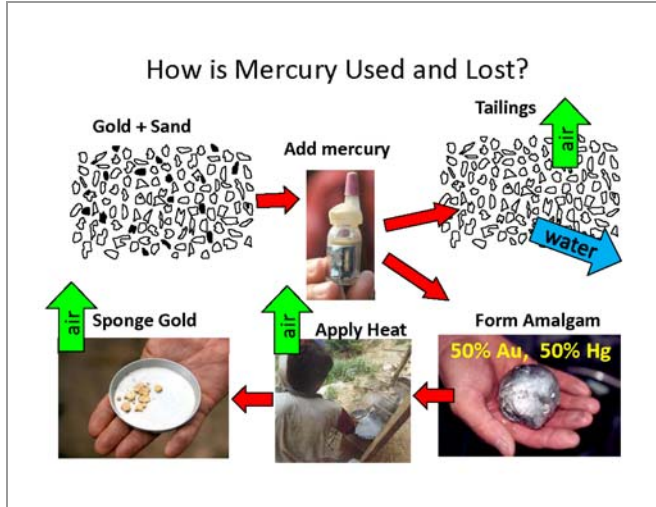 How is Mercury Used and Lost?
Gold + Sand
Add mercury
Tailings
air
water
air
Sponge Gold
air
Apply Heat
Form Amalgam
50% Au, 50% Hg